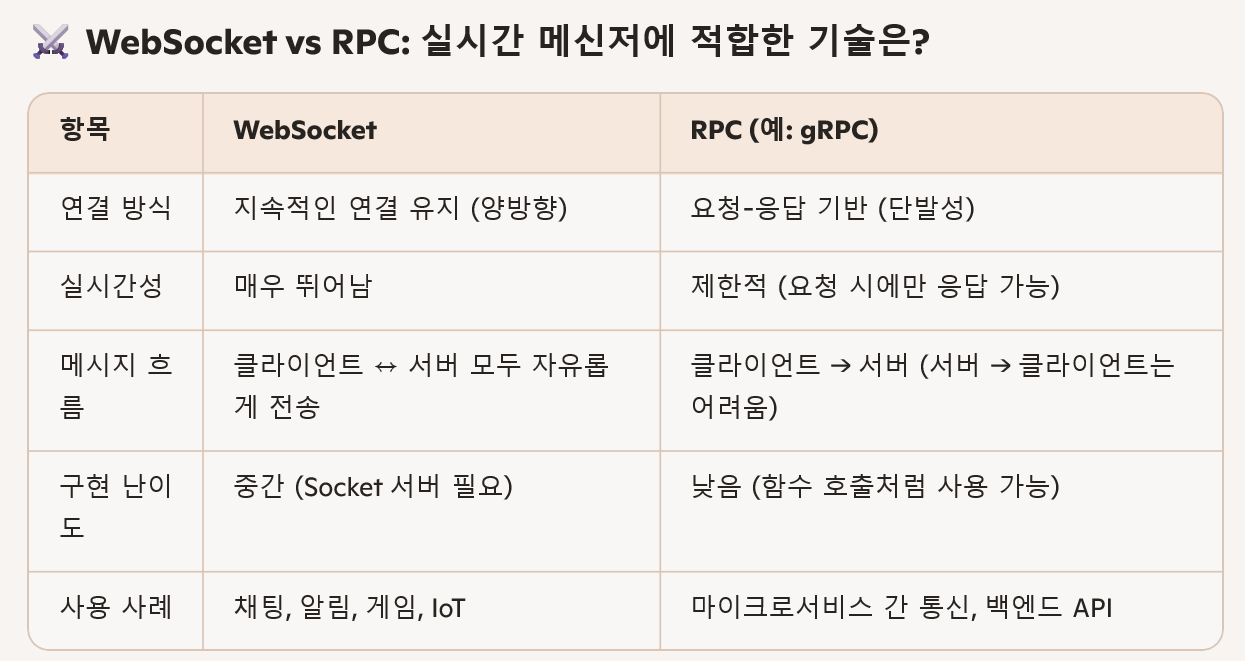 ⚔️ WebSocket vs RPC: 실시간 메신저에 적합한 기술은?
항목 WebSocket RPC (예: gRPC)
연결 방식 지속적인 연결 유지 (양방향) 요청-응답 기반 (단발성)
실시간성 매우 뛰어남 제한적 (요청 시에만 응답 가능)
메시지 흐 클라이언트 ↔ 서버 모두 자유롭 클라이언트 → 서버 (서버 → 클라이언트는
름 게 전송 어려움)
구현 난이 중간 (Socket 서버 필요) 낮음 (함수 호출처럼 사용 가능)
도
사용 사례 채팅, 알림, 게임, IoT 마이크로서비스 간 통신, 백엔드 API